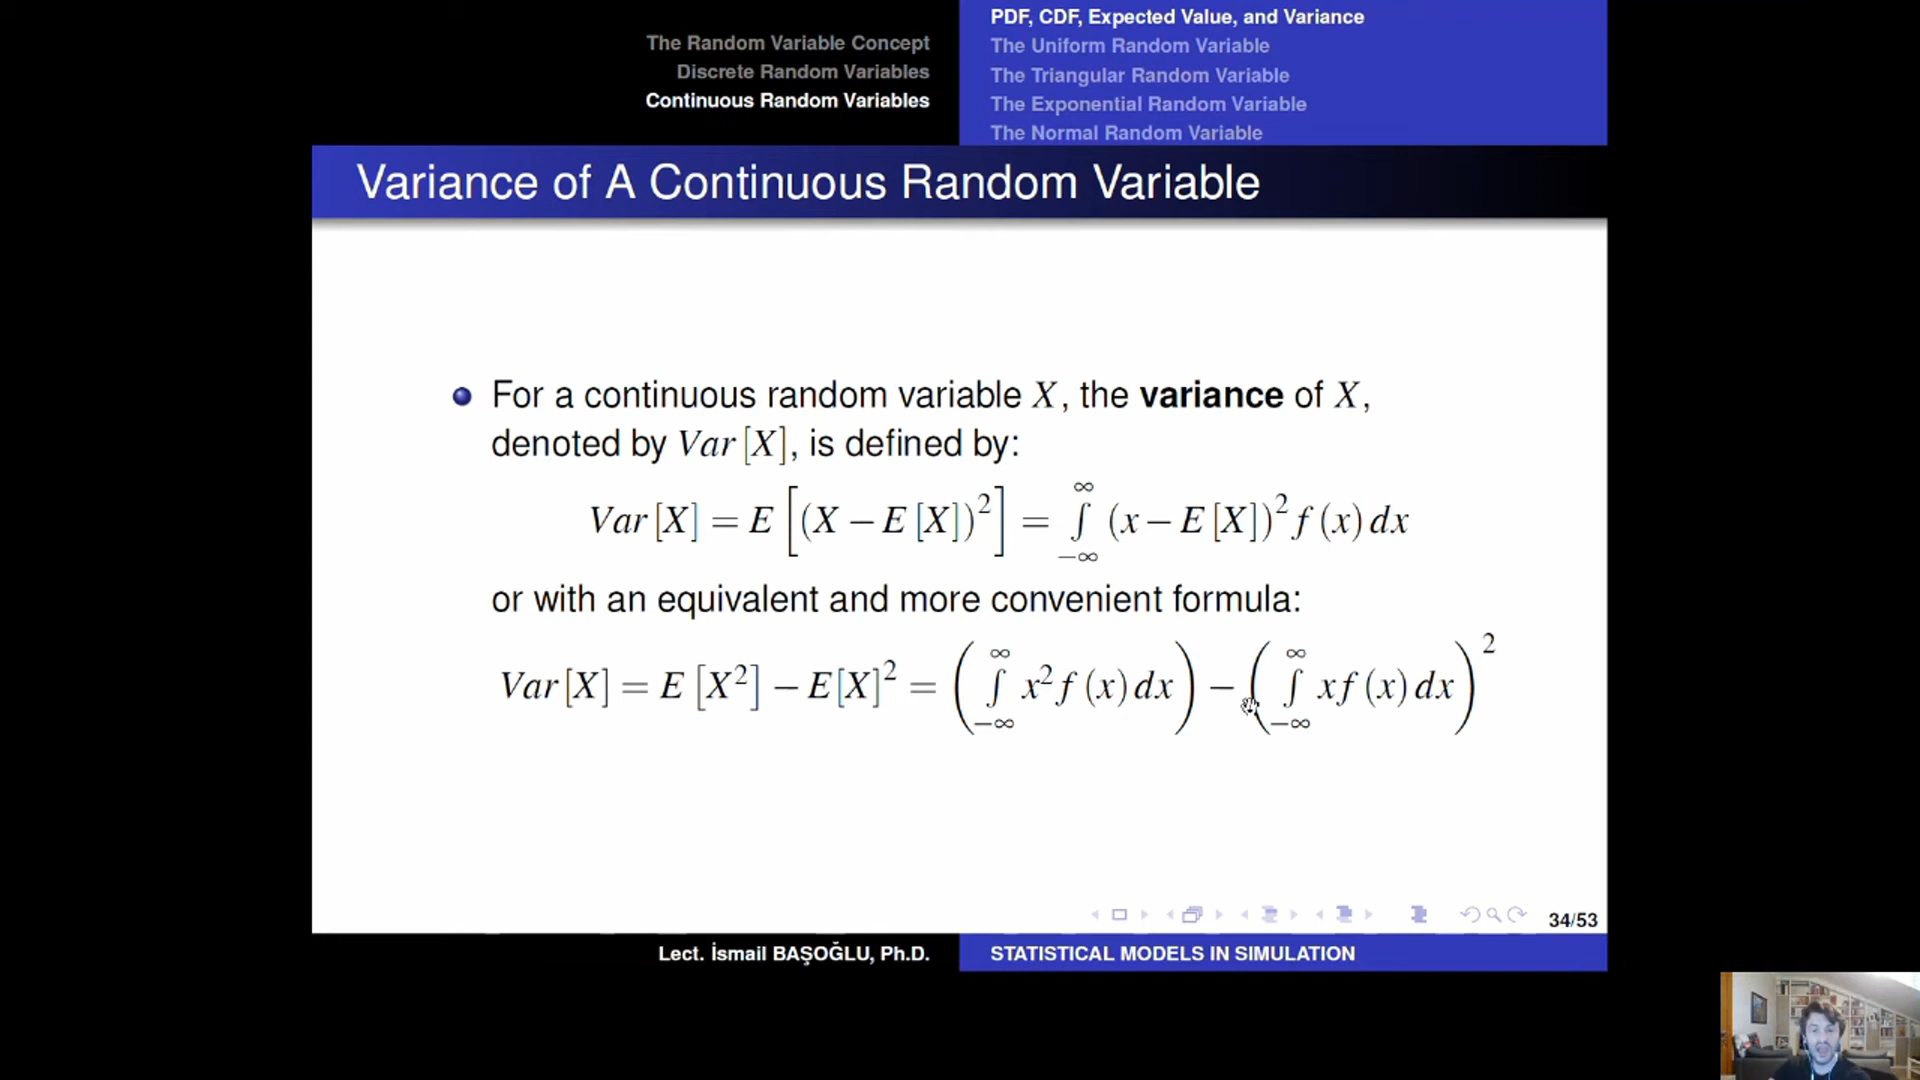 The Random Variable Concept
Discrete Random Variables
Continuous Random Variables
PDF, CDF, Expected Value, and Variance
The Uniform Random Variable
The Triangular Random Variable
The Exponential Random Variable
The Normal Random Variable
Variance of A Continuous Random Variable
For a continuous random variable X, the variance of X,
denoted by Var [X], is defined by:
Var [X] = E [(X − E [X])²] = ∫_{−∞}^{∞} (x − E [X])² f (x) dx
or with an equivalent and more convenient formula:
Var [X] = E [X²] − E[X]² = (∫_{−∞}^{∞} x² f (x) dx) − (∫_{−∞}^{∞} xf (x) dx)²
34/53
Lect. İsmail BAŞOĞLU, Ph.D.
STATISTICAL MODELS IN SIMULATION